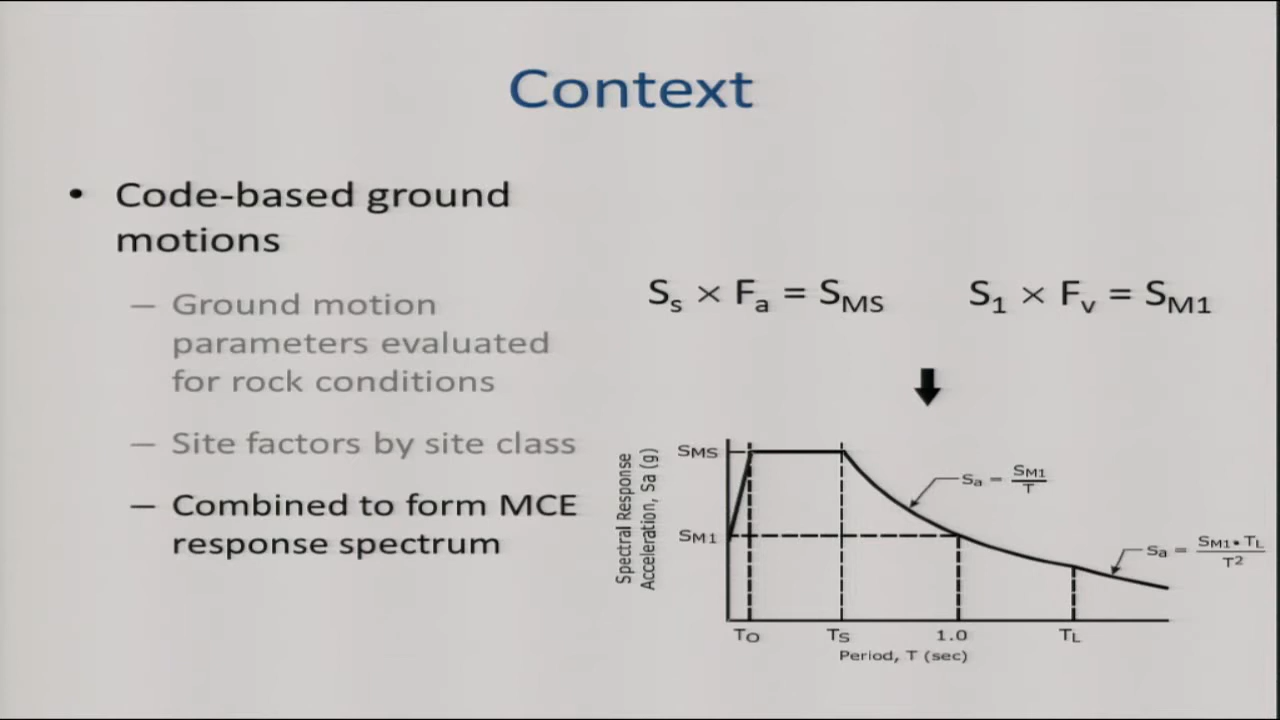 Context
• Code-based ground
motions
— Ground motion
parameters evaluated
for rock conditions
— Site factors by site class
— Combined to form MCE
response spectrum
Ss × Fa = SMS
S1 × Fv = SM1
Spectral Response
Acceleration, Sa (g)
SMS
SM1
Sa = SM1
T
Sa = SM1• TL
T2
TO
TS
1.0
TL
Period, T (sec)